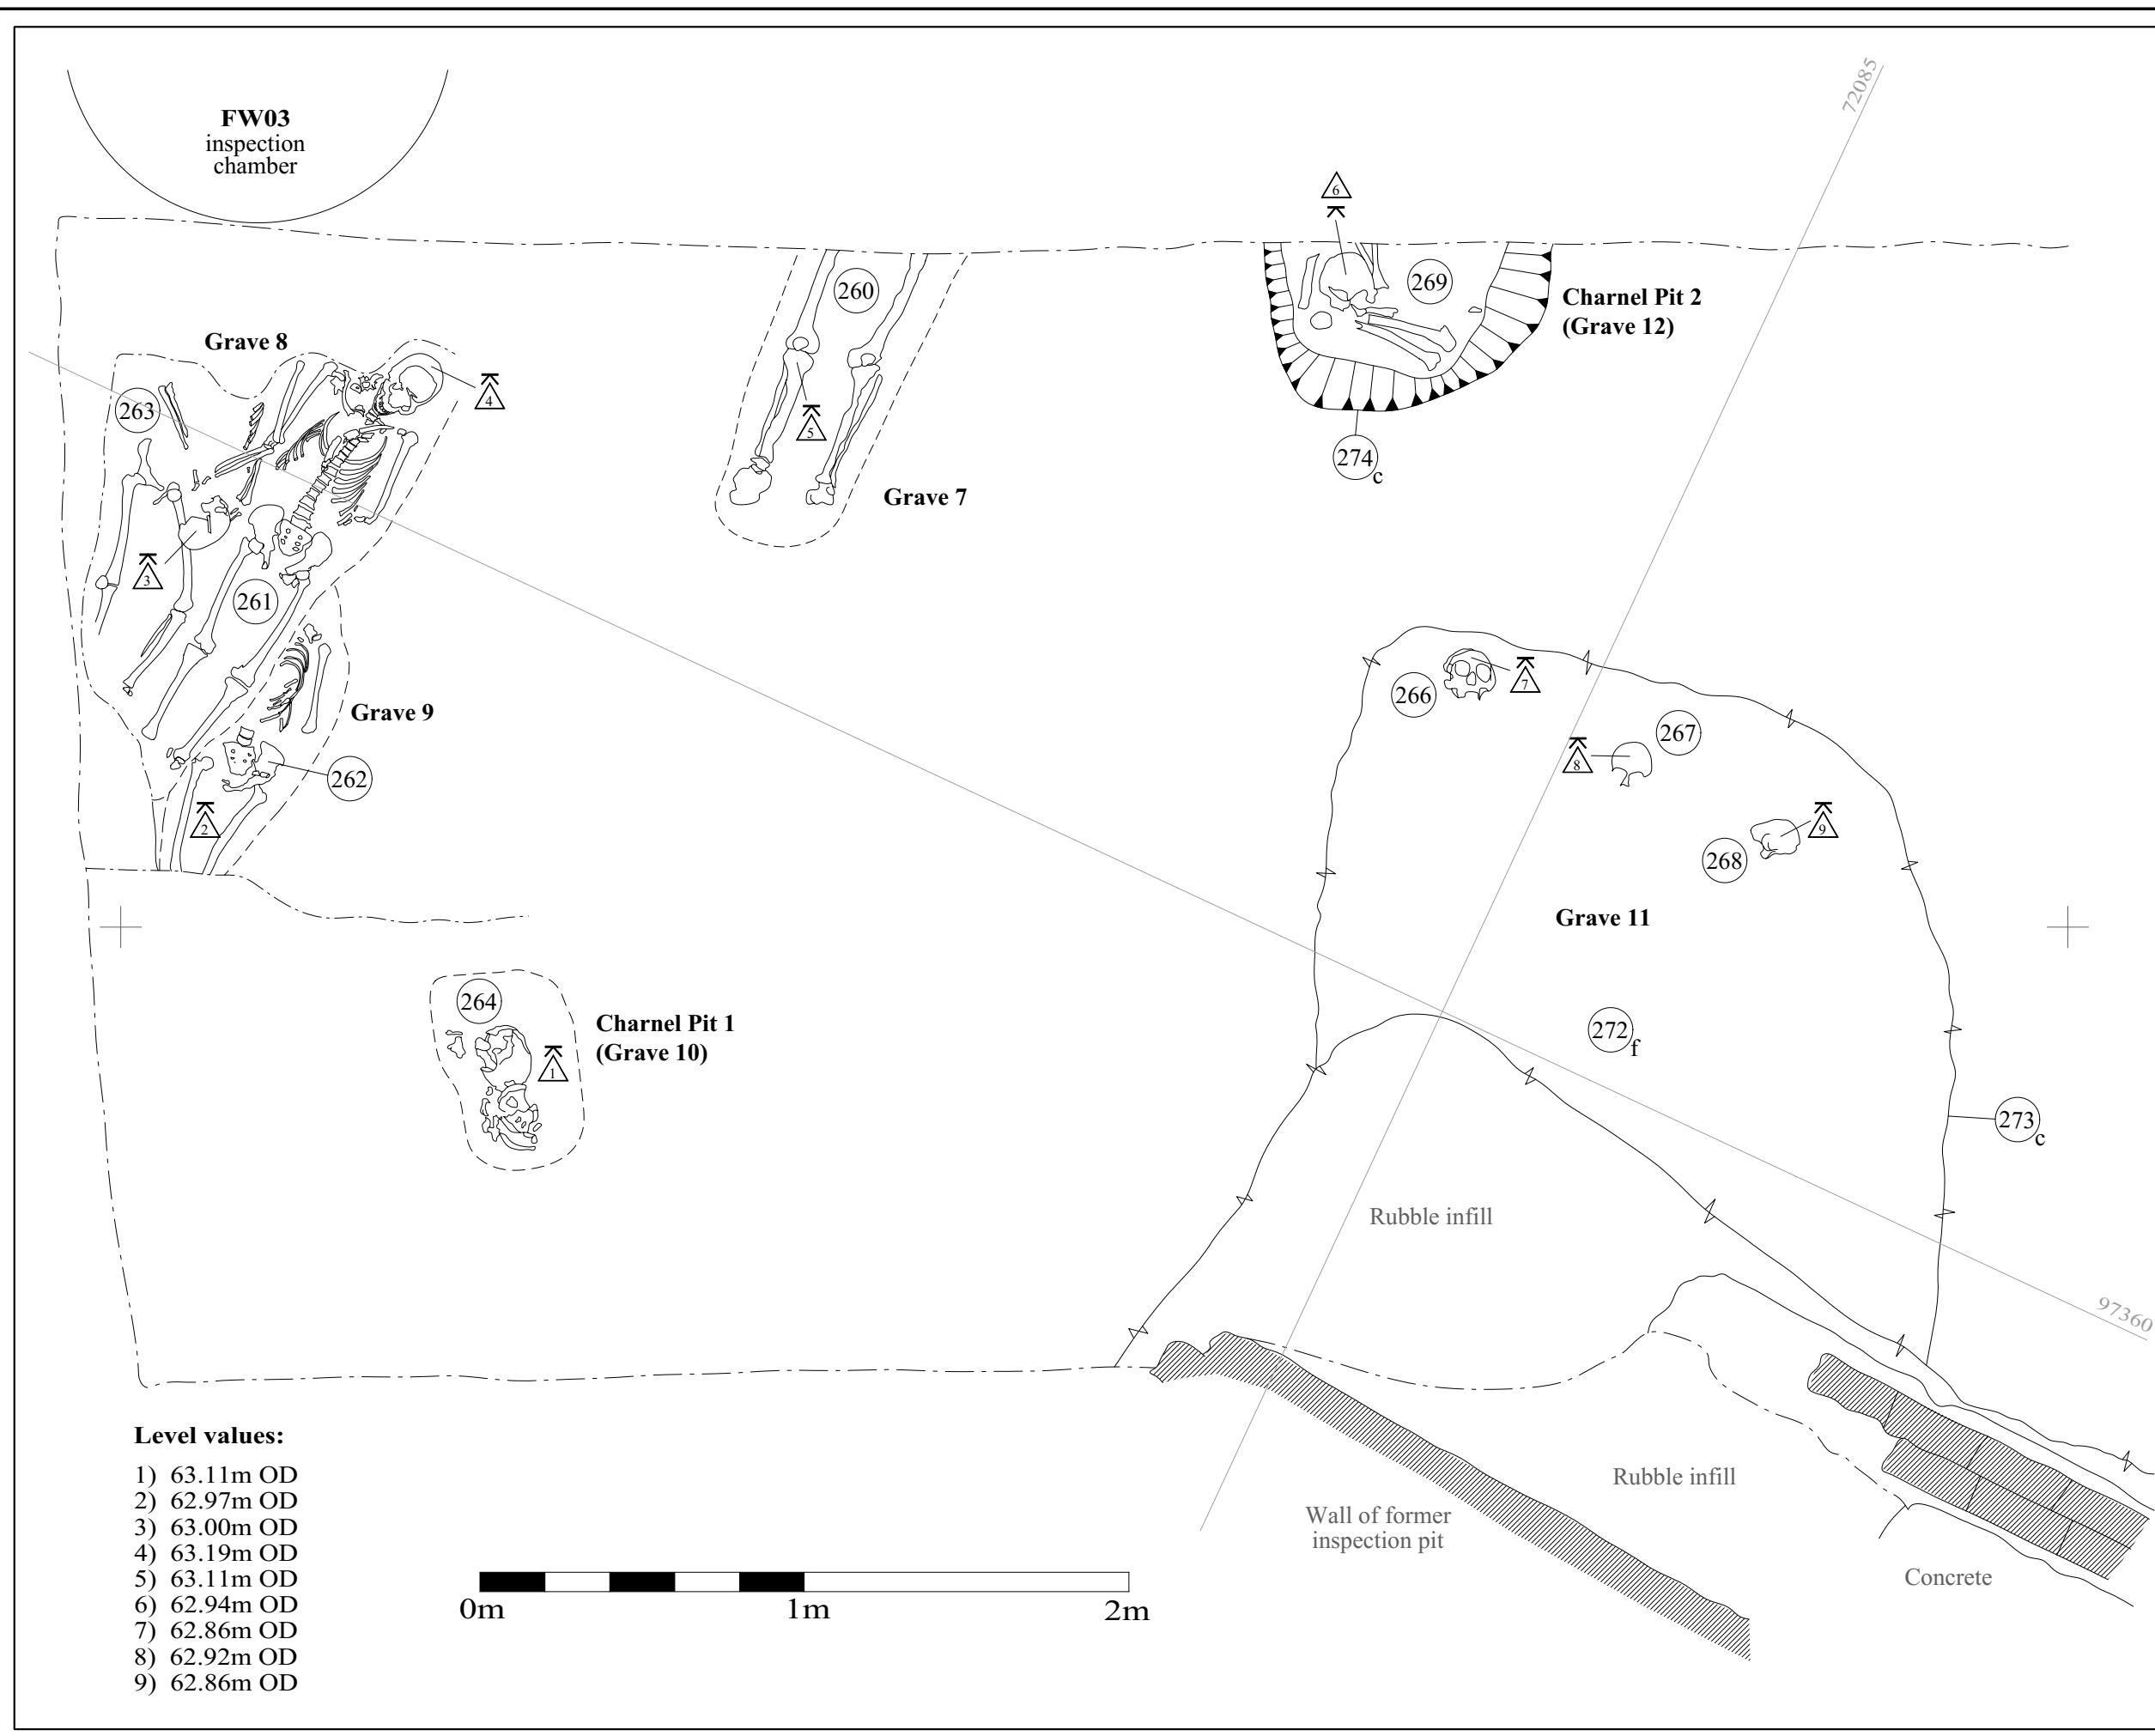 FW03
inspection
chamber
72085
6
260
269
Charnel Pit 2
(Grave 12)
Grave 8
4
263
5
274
c
Grave 7
3
261
266
7
267
8
Grave 9
262
2
9
268
Grave 11
264
Charnel Pit 1
(Grave 10)
1
272
f
273
c
Rubble infill
97360
Level values:
1) 63.11m OD
2) 62.97m OD
3) 63.00m OD
4) 63.19m OD
5) 63.11m OD
6) 62.94m OD
7) 62.86m OD
8) 62.92m OD
9) 62.86m OD
Rubble infill
Wall of former
inspection pit
Concrete
0m 1m 2m